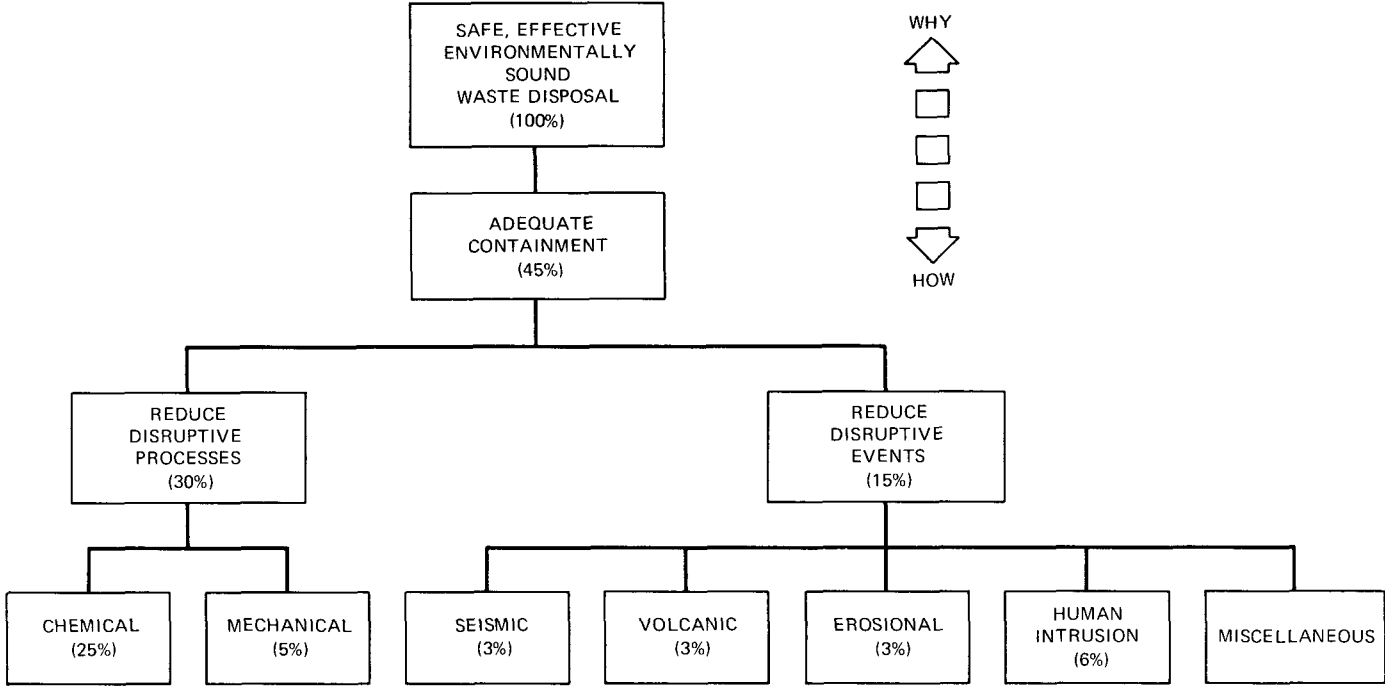 SAFE, EFFECTIVE
ENVIRONMENTALLY
SOUND
WASTE DISPOSAL
(100%)
WHY
HOW
ADEQUATE
CONTAINMENT
(45%)
REDUCE
DISRUPTIVE
PROCESSES
(30%)
REDUCE
DISRUPTIVE
EVENTS
(15%)
CHEMICAL
(25%)
MECHANICAL
(5%)
SEISMIC
(3%)
VOLCANIC
(3%)
EROSIONAL
(3%)
HUMAN
INTRUSION
(6%)
MISCELLANEOUS